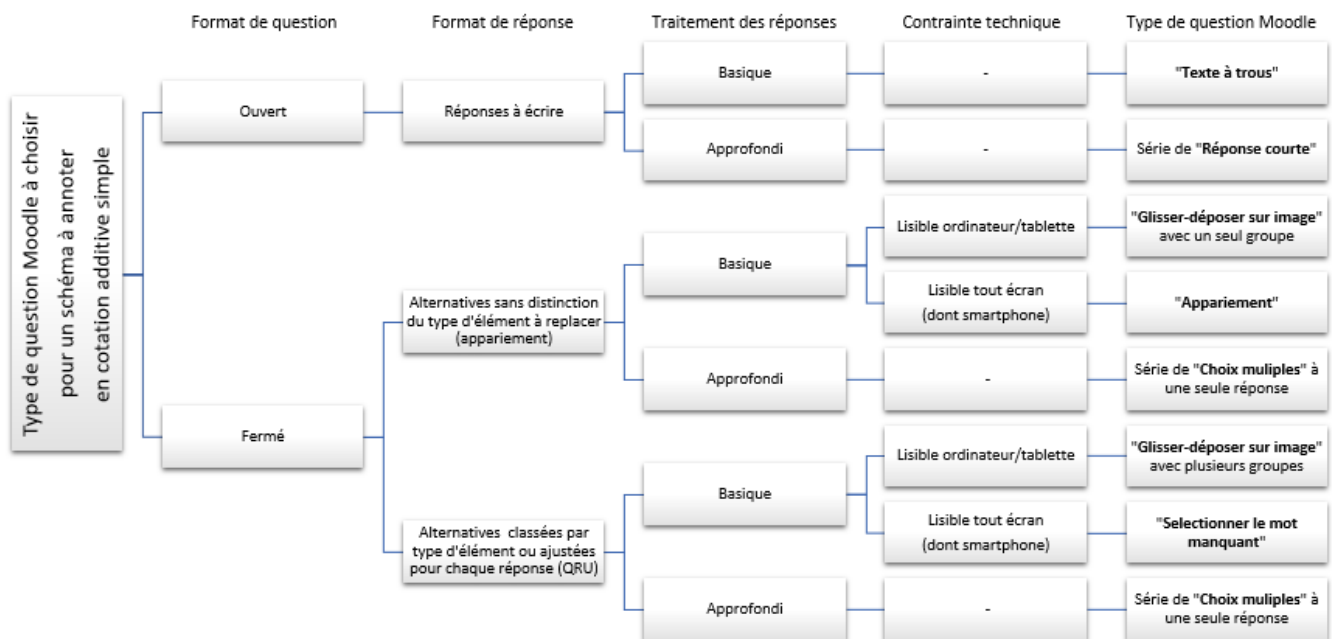 Format de question
Format de réponse
Traitement des réponses
Contrainte technique
Type de question Moodle
Type de question Moodle à choisir
pour un schéma à annoter
en cotation additive simple
Ouvert
Réponses à écrire
Basique
-
"Texte à trous"
Approfondi
-
Série de "Réponse courte"
Fermé
Alternatives sans distinction
du type d'élément à replacer
(appariement)
Basique
Lisible ordinateur/tablette
"Glisser-déposer sur image"
avec un seul groupe
Lisible tout écran
(dont smartphone)
"Appariement"
Approfondi
-
Série de "Choix muliples" à
une seule réponse
Alternatives classées par
type d'élément ou ajustées
pour chaque réponse (QRU)
Basique
Lisible ordinateur/tablette
"Glisser-déposer sur image"
avec plusieurs groupes
Lisible tout écran
(dont smartphone)
"Selectionner le mot
manquant"
Approfondi
-
Série de "Choix muliples" à
une seule réponse